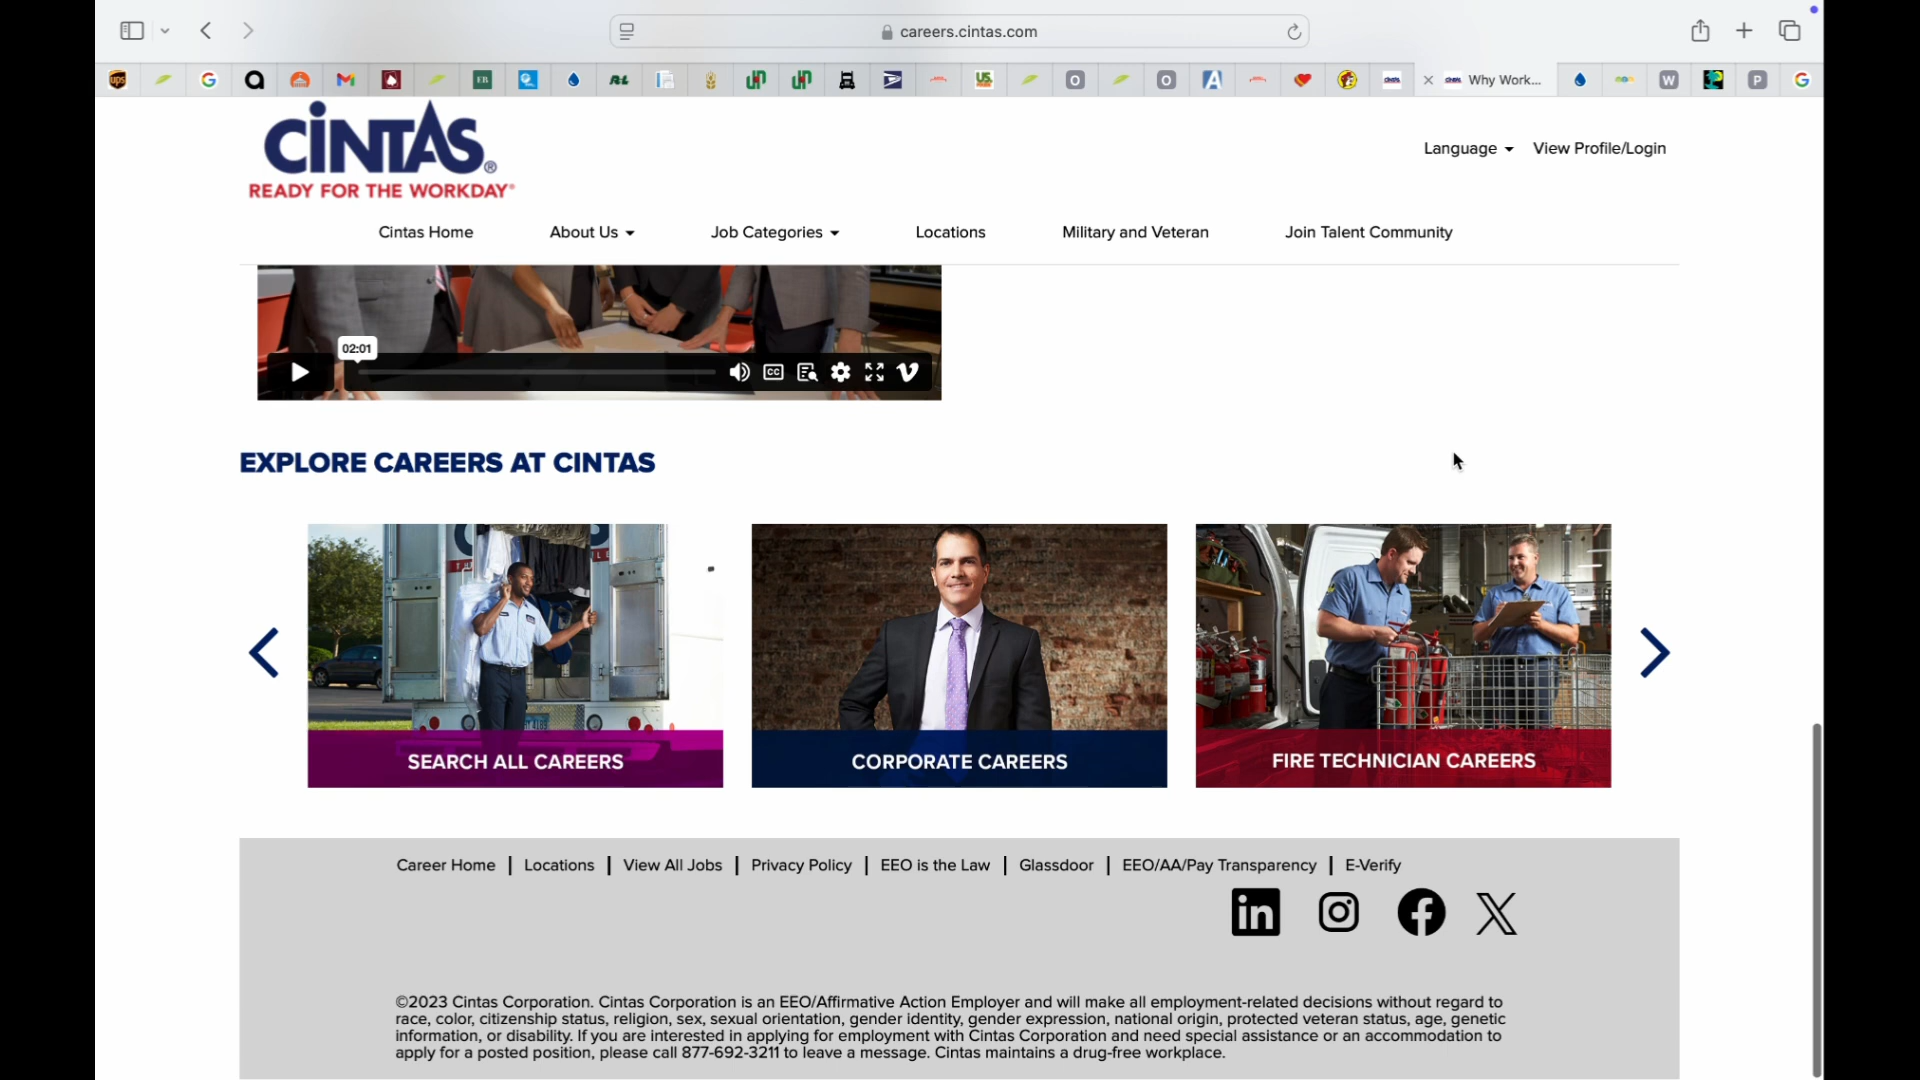 careers.cintas.com
Why Work...
CINTAS®
READY FOR THE WORKDAY®
Language
View Profile/Login
Cintas Home
About Us
Job Categories
Locations
Military and Veteran
Join Talent Community
02:01
CC
EXPLORE CAREERS AT CINTAS
SEARCH ALL CAREERS
CORPORATE CAREERS
FIRE TECHNICIAN CAREERS
Career Home | Locations | View All Jobs | Privacy Policy | EEO is the Law | Glassdoor | EEO/AA/Pay Transparency | E-Verify
©2023 Cintas Corporation. Cintas Corporation is an EEO/Affirmative Action Employer and will make all employment-related decisions without regard to
race, color, citizenship status, religion, sex, sexual orientation, gender identity, gender expression, national origin, protected veteran status, age, genetic
information, or disability. If you are interested in applying for employment with Cintas Corporation and need special assistance or an accommodation to
apply for a posted position, please call 877-692-3211 to leave a message. Cintas maintains a drug-free workplace.